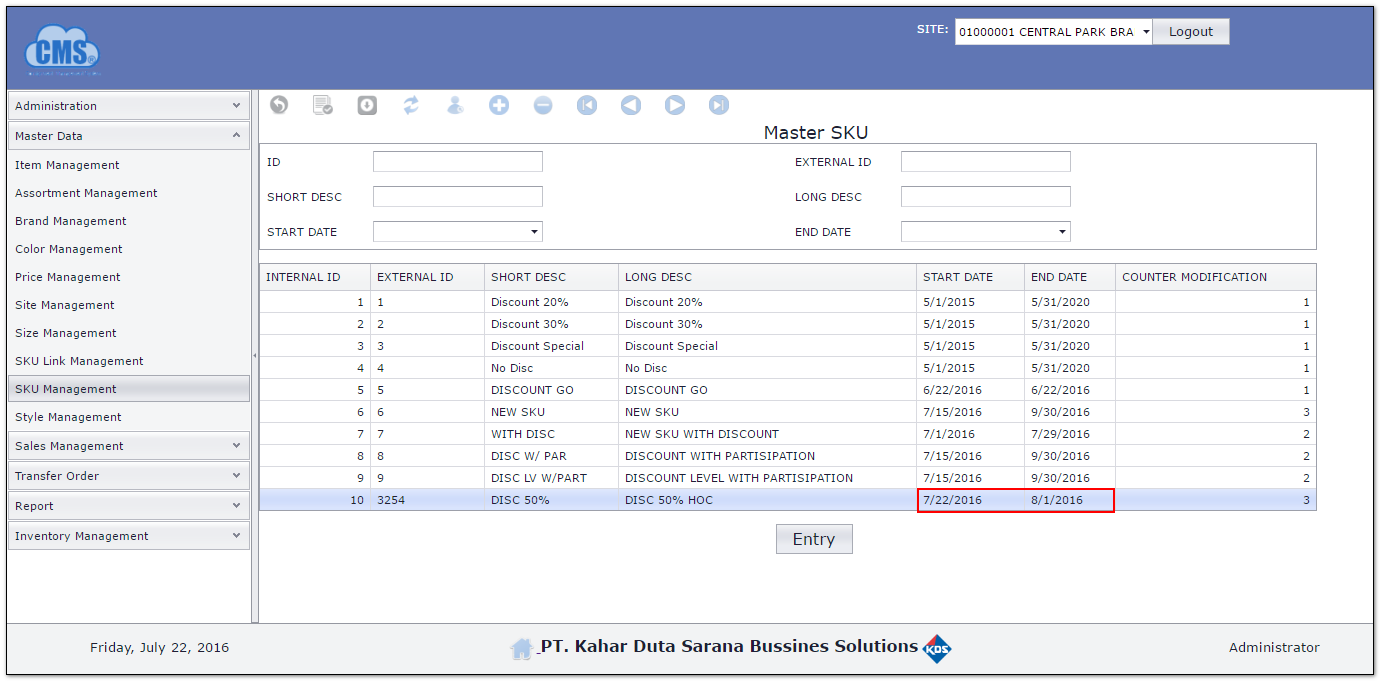 CMS®
SITE: 01000001 CENTRAL PARK BRA Logout
Administration
Master Data
Item Management
Assortment Management
Brand Management
Color Management
Price Management
Site Management
Size Management
SKU Link Management
SKU Management
Style Management
Sales Management
Transfer Order
Report
Inventory Management
Master SKU
ID EXTERNAL ID
SHORT DESC LONG DESC
START DATE END DATE
INTERNAL ID EXTERNAL ID SHORT DESC LONG DESC START DATE END DATE COUNTER MODIFICATION
1 1 Discount 20% Discount 20% 5/1/2015 5/31/2020 1
2 2 Discount 30% Discount 30% 5/1/2015 5/31/2020 1
3 3 Discount Special Discount Special 5/1/2015 5/31/2020 1
4 4 No Disc No Disc 5/1/2015 5/31/2020 1
5 5 DISCOUNT GO DISCOUNT GO 6/22/2016 6/22/2016 1
6 6 NEW SKU NEW SKU 7/15/2016 9/30/2016 3
7 7 WITH DISC NEW SKU WITH DISCOUNT 7/1/2016 7/29/2016 2
8 8 DISC W/ PAR DISCOUNT WITH PARTISIPATION 7/15/2016 9/30/2016 2
9 9 DISC LV W/PART DISCOUNT LEVEL WITH PARTISIPATION 7/15/2016 9/30/2016 2
10 3254 DISC 50% DISC 50% HOC 7/22/2016 8/1/2016 3
Entry
Friday, July 22, 2016 PT. Kahar Duta Sarana Bussines Solutions KDS Administrator